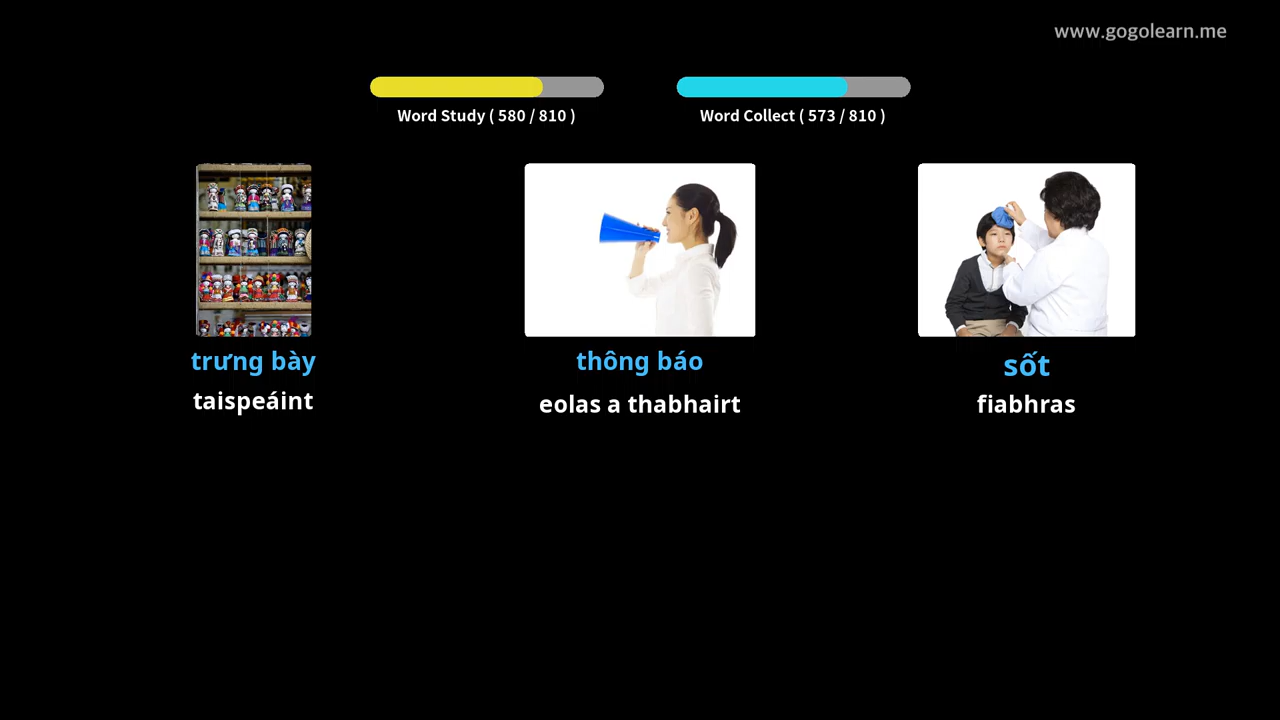 www.gogolearn.me
Word Study ( 580 / 810 )
Word Collect ( 573 / 810 )
trưng bày
taispeáint
thông báo
eolas a thabhairt
sốt
fiabhras